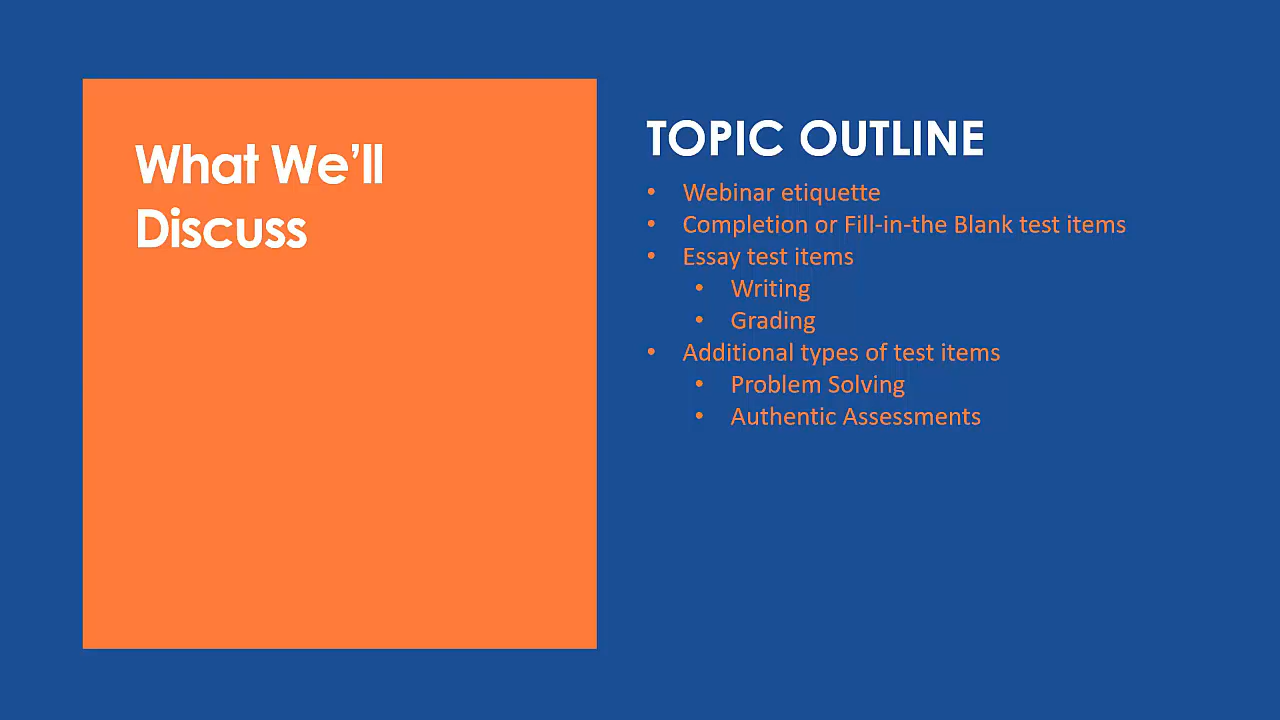 What We’ll
Discuss
TOPIC OUTLINE
• Webinar etiquette
• Completion or Fill-in-the Blank test items
• Essay test items
• Writing
• Grading
• Additional types of test items
• Problem Solving
• Authentic Assessments